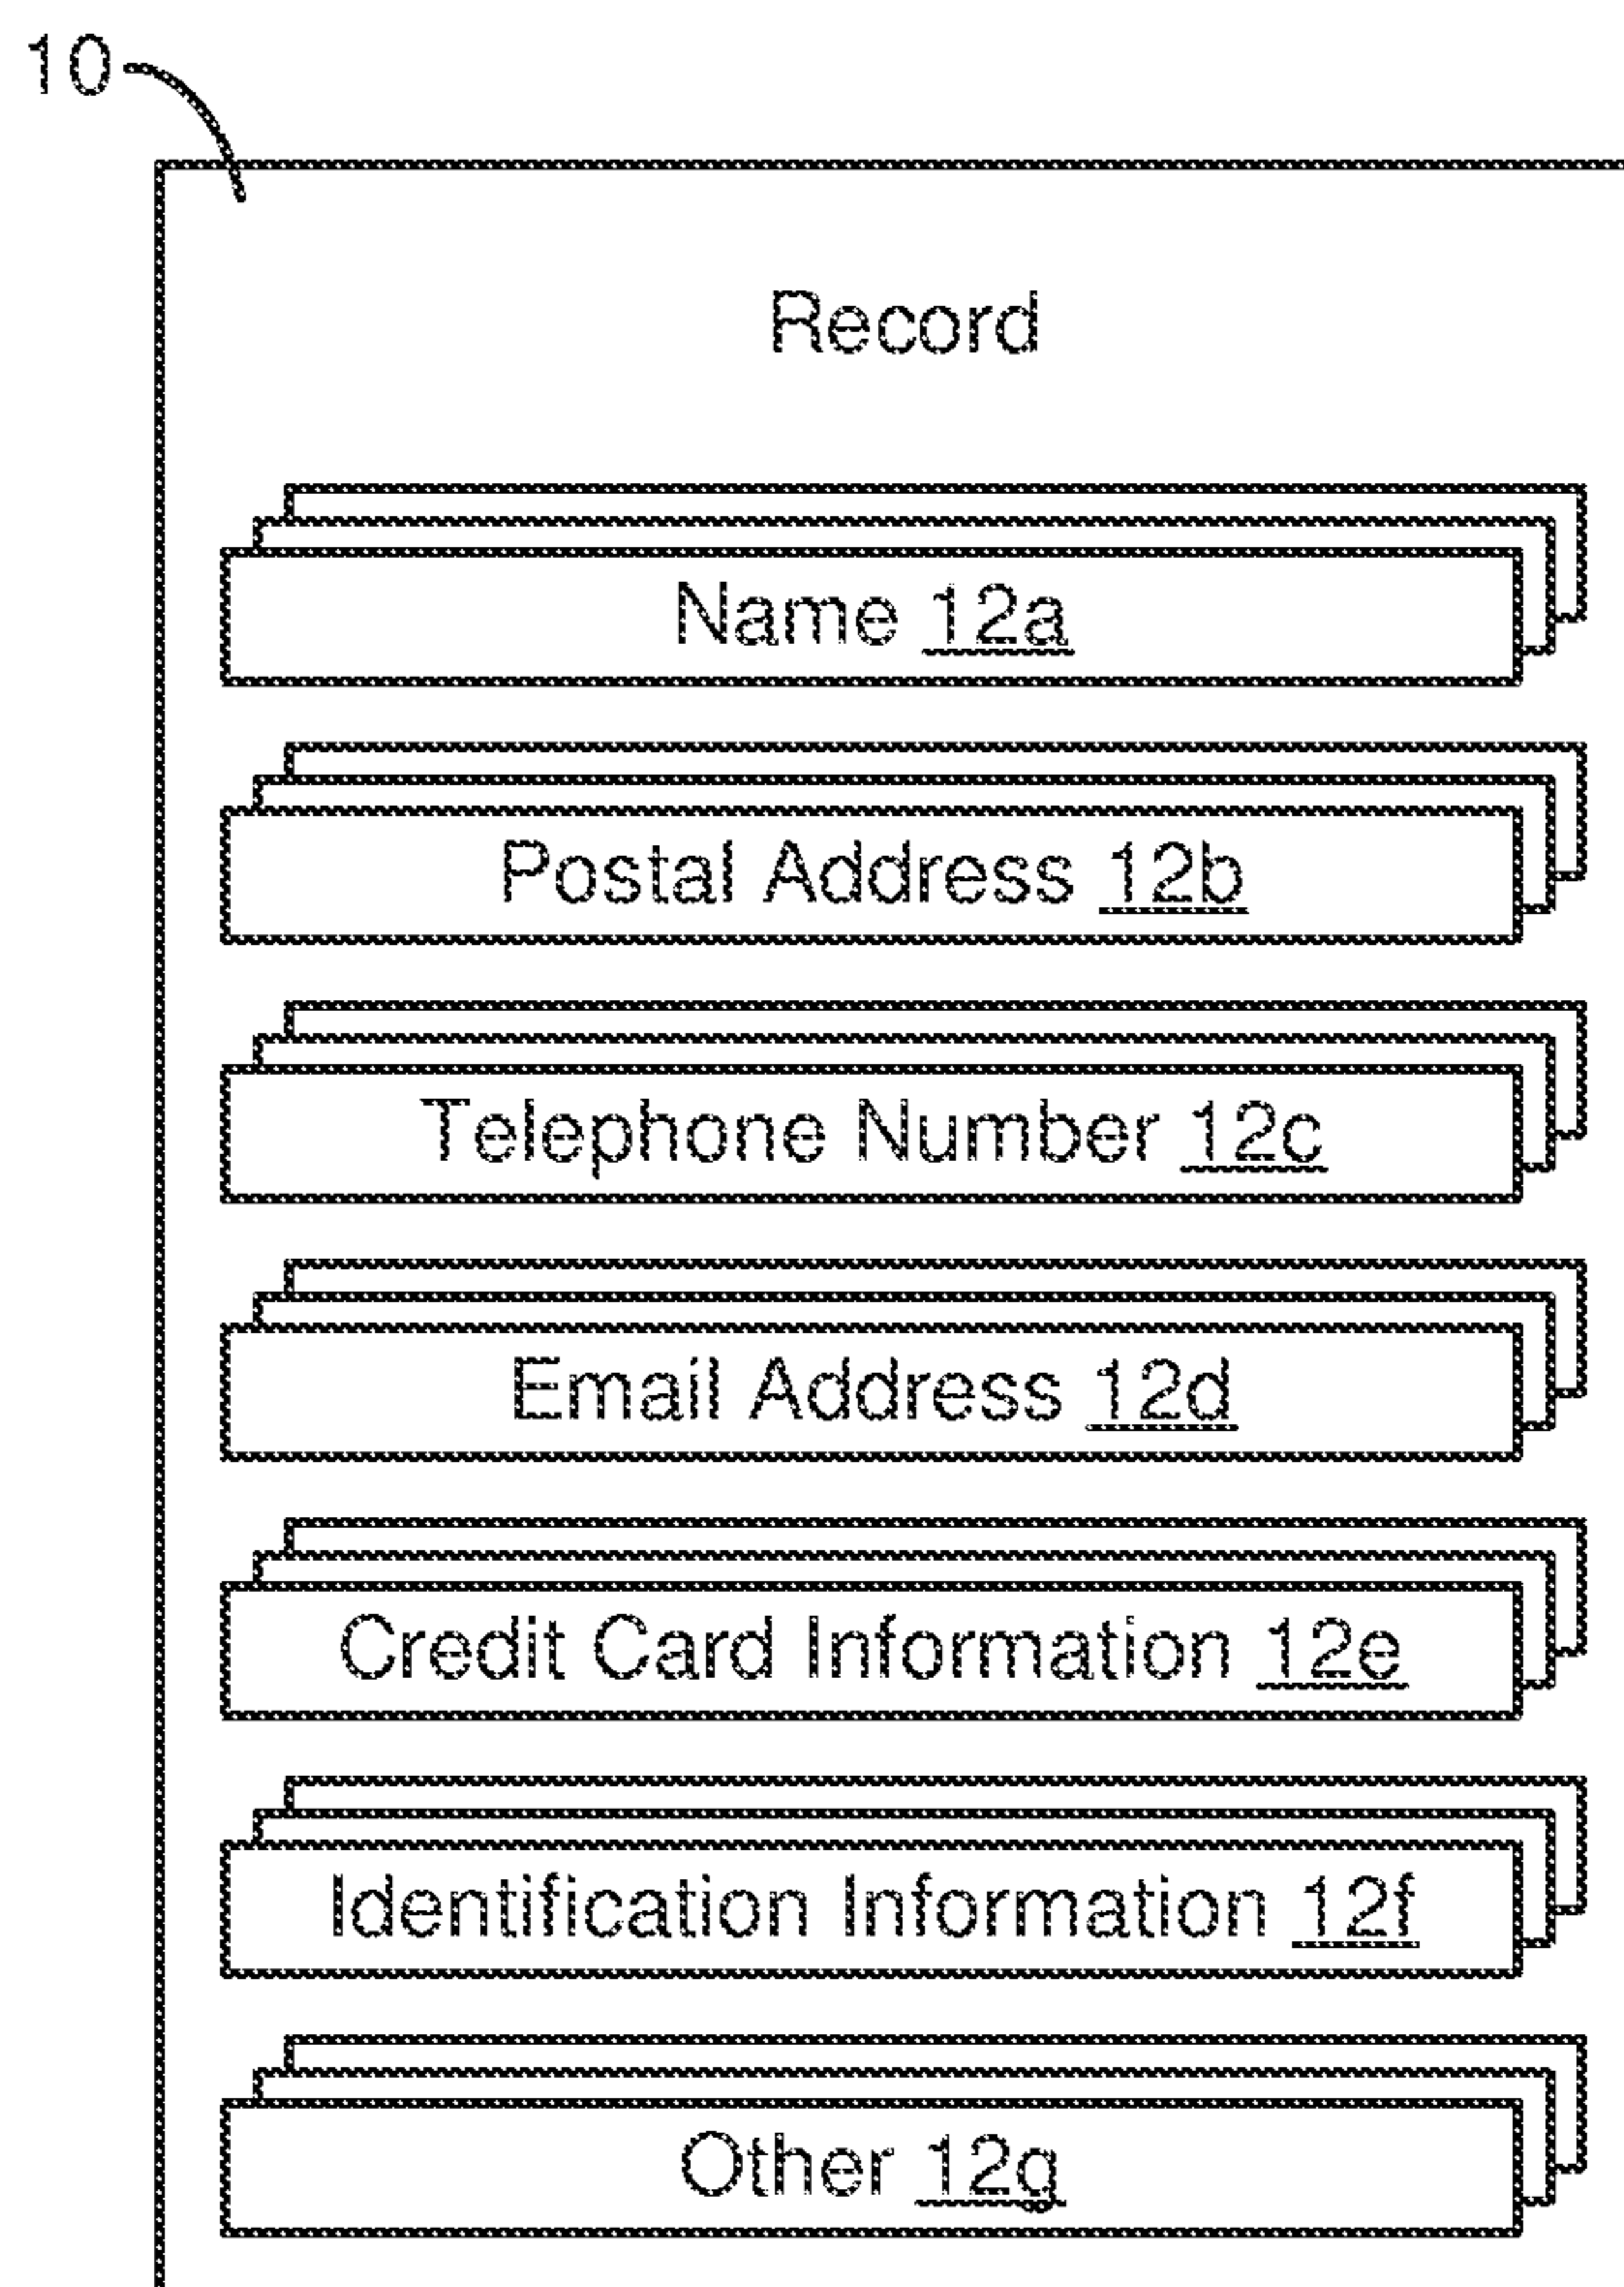 10
Record
Name 12a
Postal Address 12b
Telephone Number 12c
Email Address 12d
Credit Card Information 12e
Identification Information 12f
Other 12g